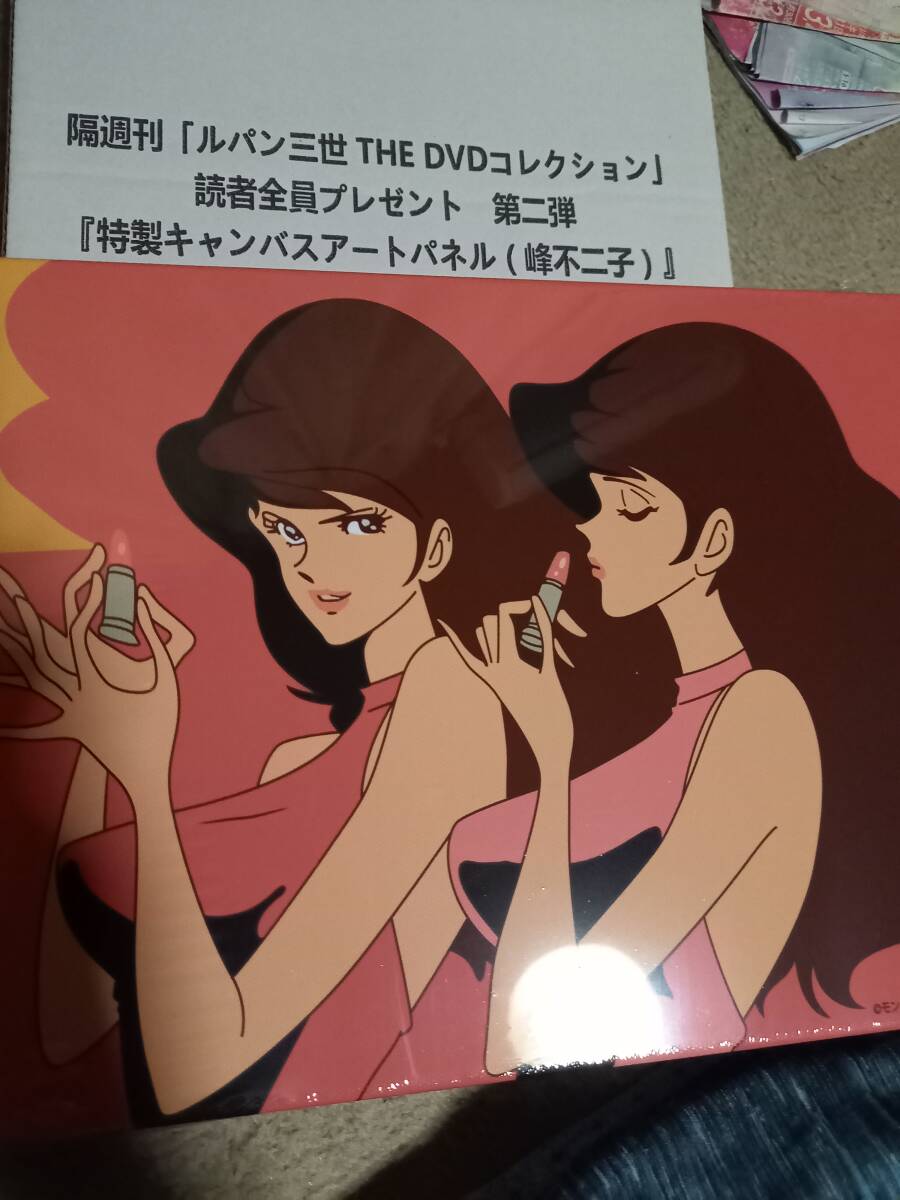 隔週刊「ルパン三世 THE DVDコレクション」
読者全員プレゼント 第二弾
『特製キャンバスアートパネル(峰不二子)』
©モン